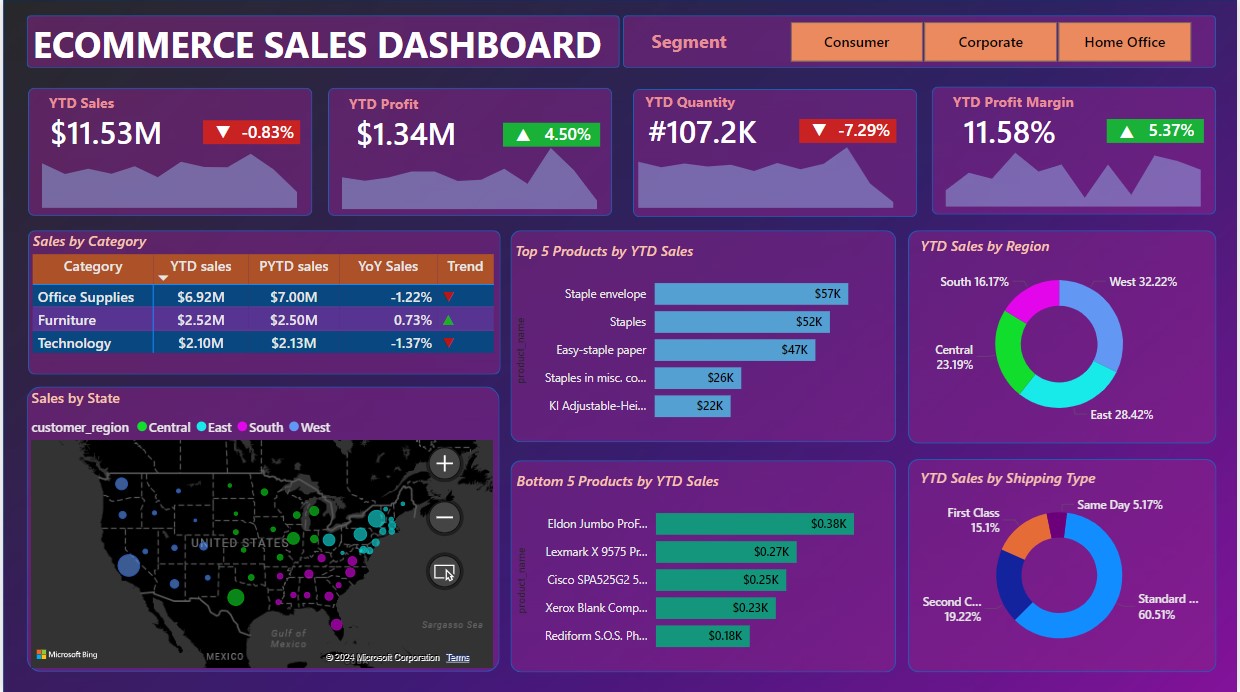 ECOMMERCE SALES DASHBOARD
Segment
Consumer
Corporate
Home Office
YTD Sales
$11.53M
▼ -0.83%
YTD Profit
$1.34M
▲ 4.50%
YTD Quantity
#107.2K
▼ -7.29%
YTD Profit Margin
11.58%
▲ 5.37%
Sales by Category
Category YTD sales PYTD sales YoY Sales Trend
Office Supplies $6.92M $7.00M -1.22% ▼
Furniture $2.52M $2.50M 0.73% ▲
Technology $2.10M $2.13M -1.37% ▼
Sales by State
customer_region Central East South West
UNITED STATES
Gulf of
Mexico
MEXICO
Sargasso Sea
Microsoft Bing
© 2024 Microsoft Corporation Terms
Top 5 Products by YTD Sales
product_name
Staple envelope $57K
Staples $52K
Easy-staple paper $47K
Staples in misc. co... $26K
KI Adjustable-Hei... $22K
Bottom 5 Products by YTD Sales
product_name
Eldon Jumbo ProF... $0.38K
Lexmark X 9575 Pr... $0.27K
Cisco SPA525G2 5... $0.25K
Xerox Blank Comp... $0.23K
Rediform S.O.S. Ph... $0.18K
YTD Sales by Region
South 16.17%
West 32.22%
Central
23.19%
East 28.42%
YTD Sales by Shipping Type
Same Day 5.17%
First Class
15.1%
Second C...
19.22%
Standard ...
60.51%